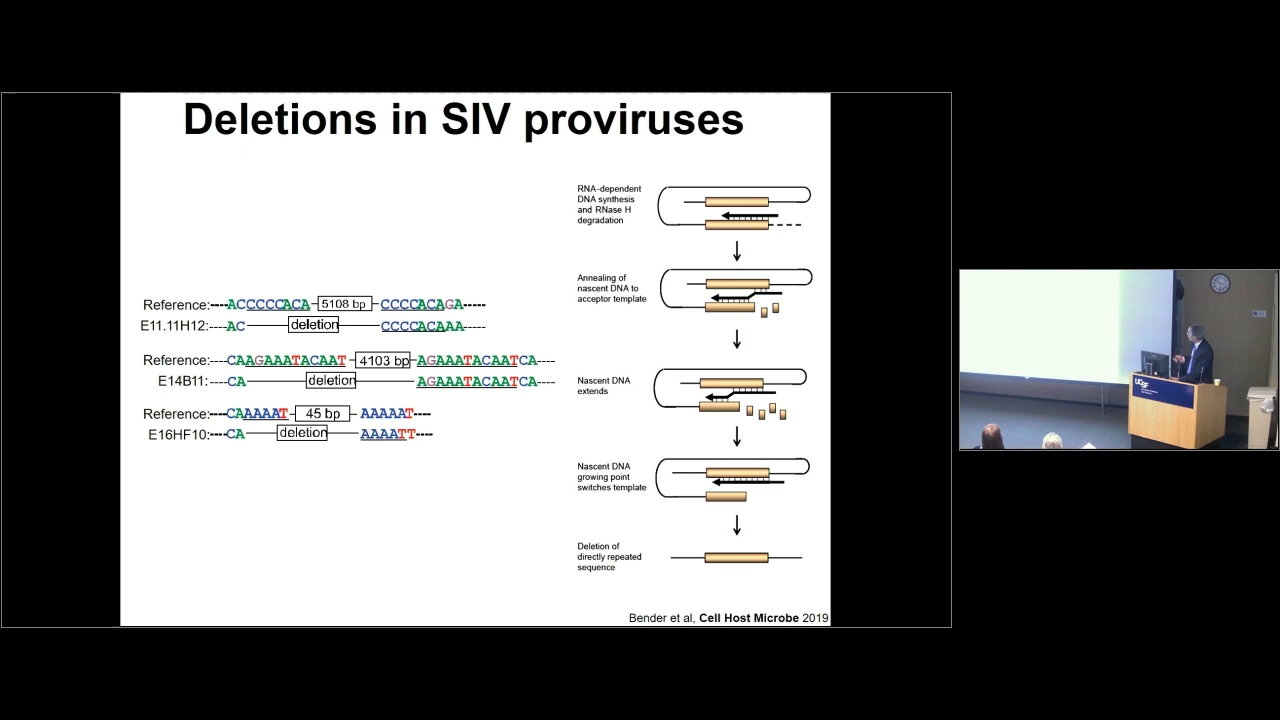 Deletions in SIV proviruses
Reference:----ACCCCCACA 5108 bp CCCCACAGA-----
E11.11H12:----AC deletion CCCCACAAA-----
Reference:----CAAGAAATACAAT 4103 bp AGAAATACAATCA----
E14B11:----CA deletion AGAAATACAATCA----
Reference:----CAAAAAT 45 bp AAAAAT----
E16HF10:----CA deletion AAAATT----
RNA-dependent
DNA synthesis
and RNase H
degradation
Annealing of
nascent DNA to
acceptor template
Nascent DNA
extends
Nascent DNA
growing point
switches template
Deletion of
directly repeated
sequence
Bender et al, Cell Host Microbe 2019
UCSF